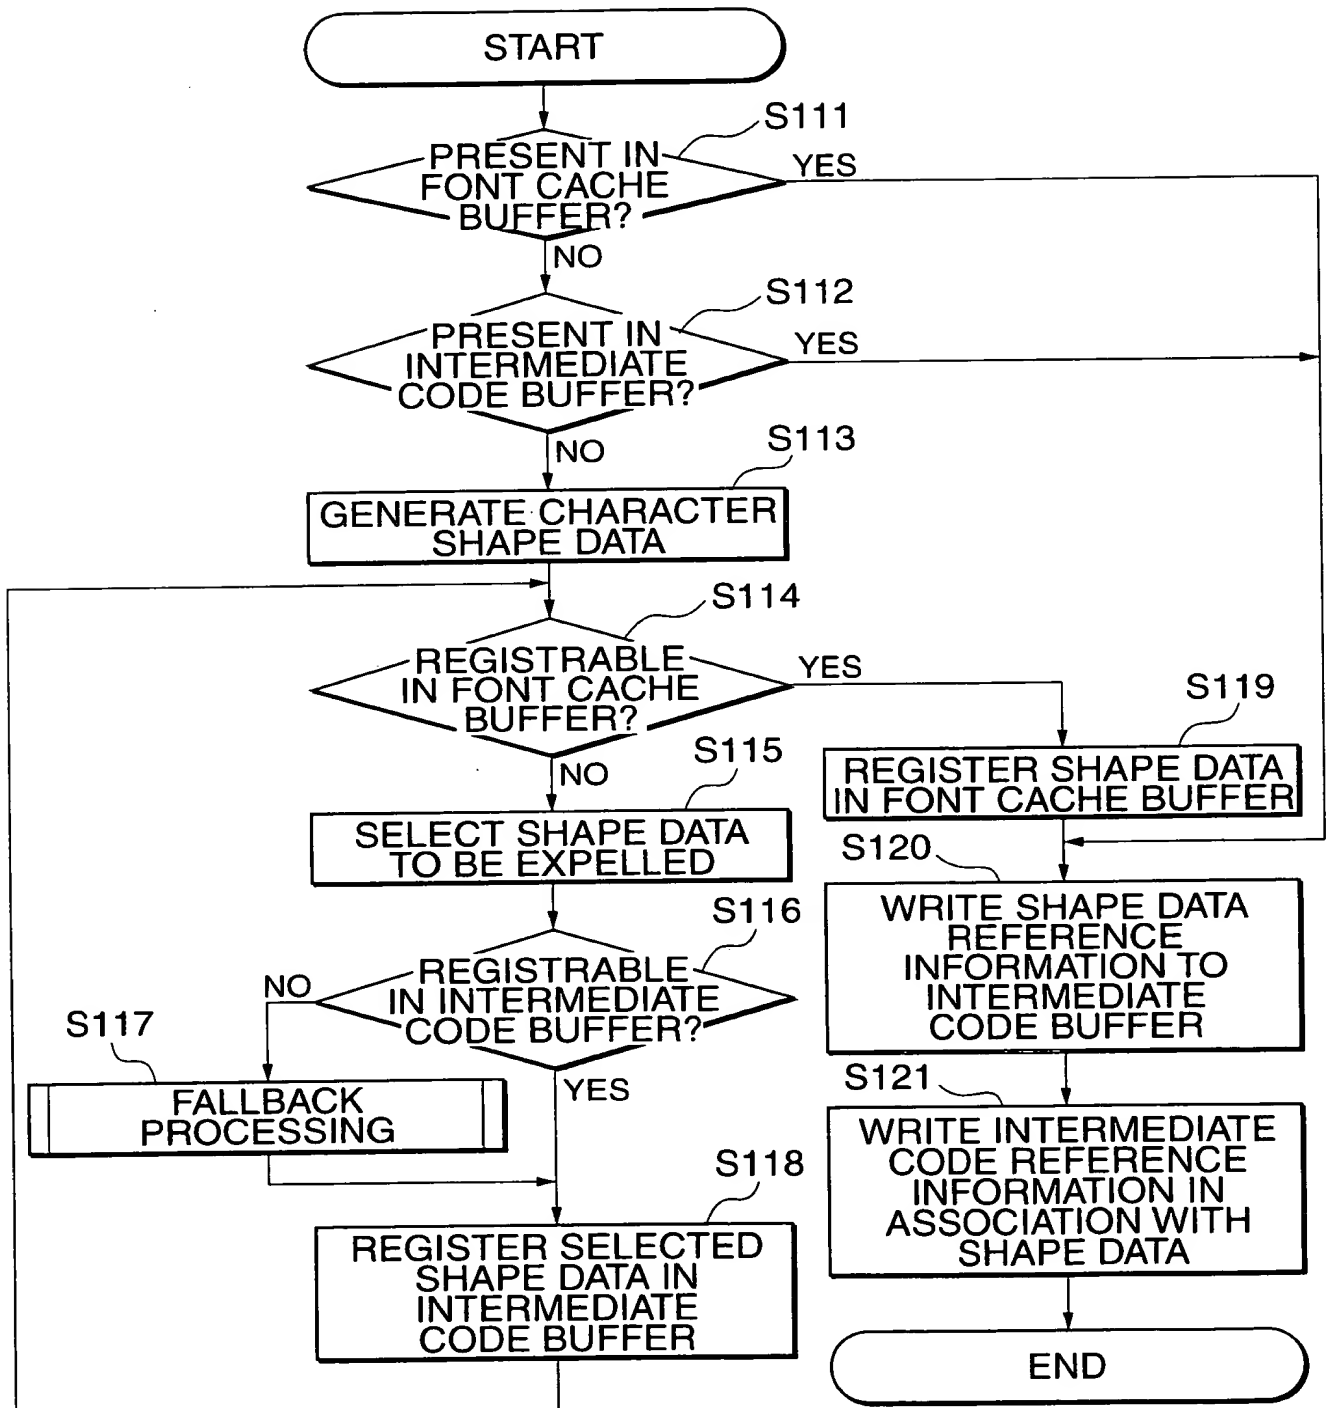 START
S111
PRESENT IN
FONT CACHE
BUFFER?
YES
NO
S112
PRESENT IN
INTERMEDIATE
CODE BUFFER?
YES
NO
S113
GENERATE CHARACTER
SHAPE DATA
S114
REGISTRABLE
IN FONT CACHE
BUFFER?
YES
NO
S115
SELECT SHAPE DATA
TO BE EXPELLED
S116
REGISTRABLE
IN INTERMEDIATE
CODE BUFFER?
NO
YES
S117
FALLBACK
PROCESSING
S118
REGISTER SELECTED
SHAPE DATA IN
INTERMEDIATE
CODE BUFFER
S119
REGISTER SHAPE DATA
IN FONT CACHE BUFFER
S120
WRITE SHAPE DATA
REFERENCE
INFORMATION TO
INTERMEDIATE
CODE BUFFER
S121
WRITE INTERMEDIATE
CODE REFERENCE
INFORMATION IN
ASSOCIATION WITH
SHAPE DATA
END